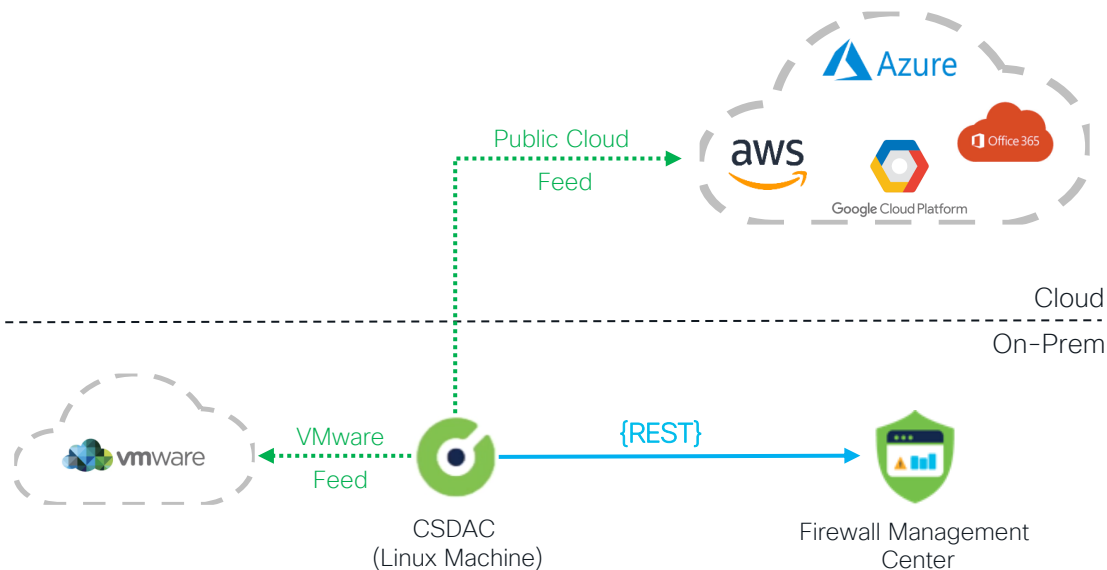 Azure
Public Cloud
Feed
aws
Office 365
Google Cloud Platform
Cloud
On-Prem
vmware
VMware
Feed
{REST}
CSDAC
(Linux Machine)
Firewall Management
Center